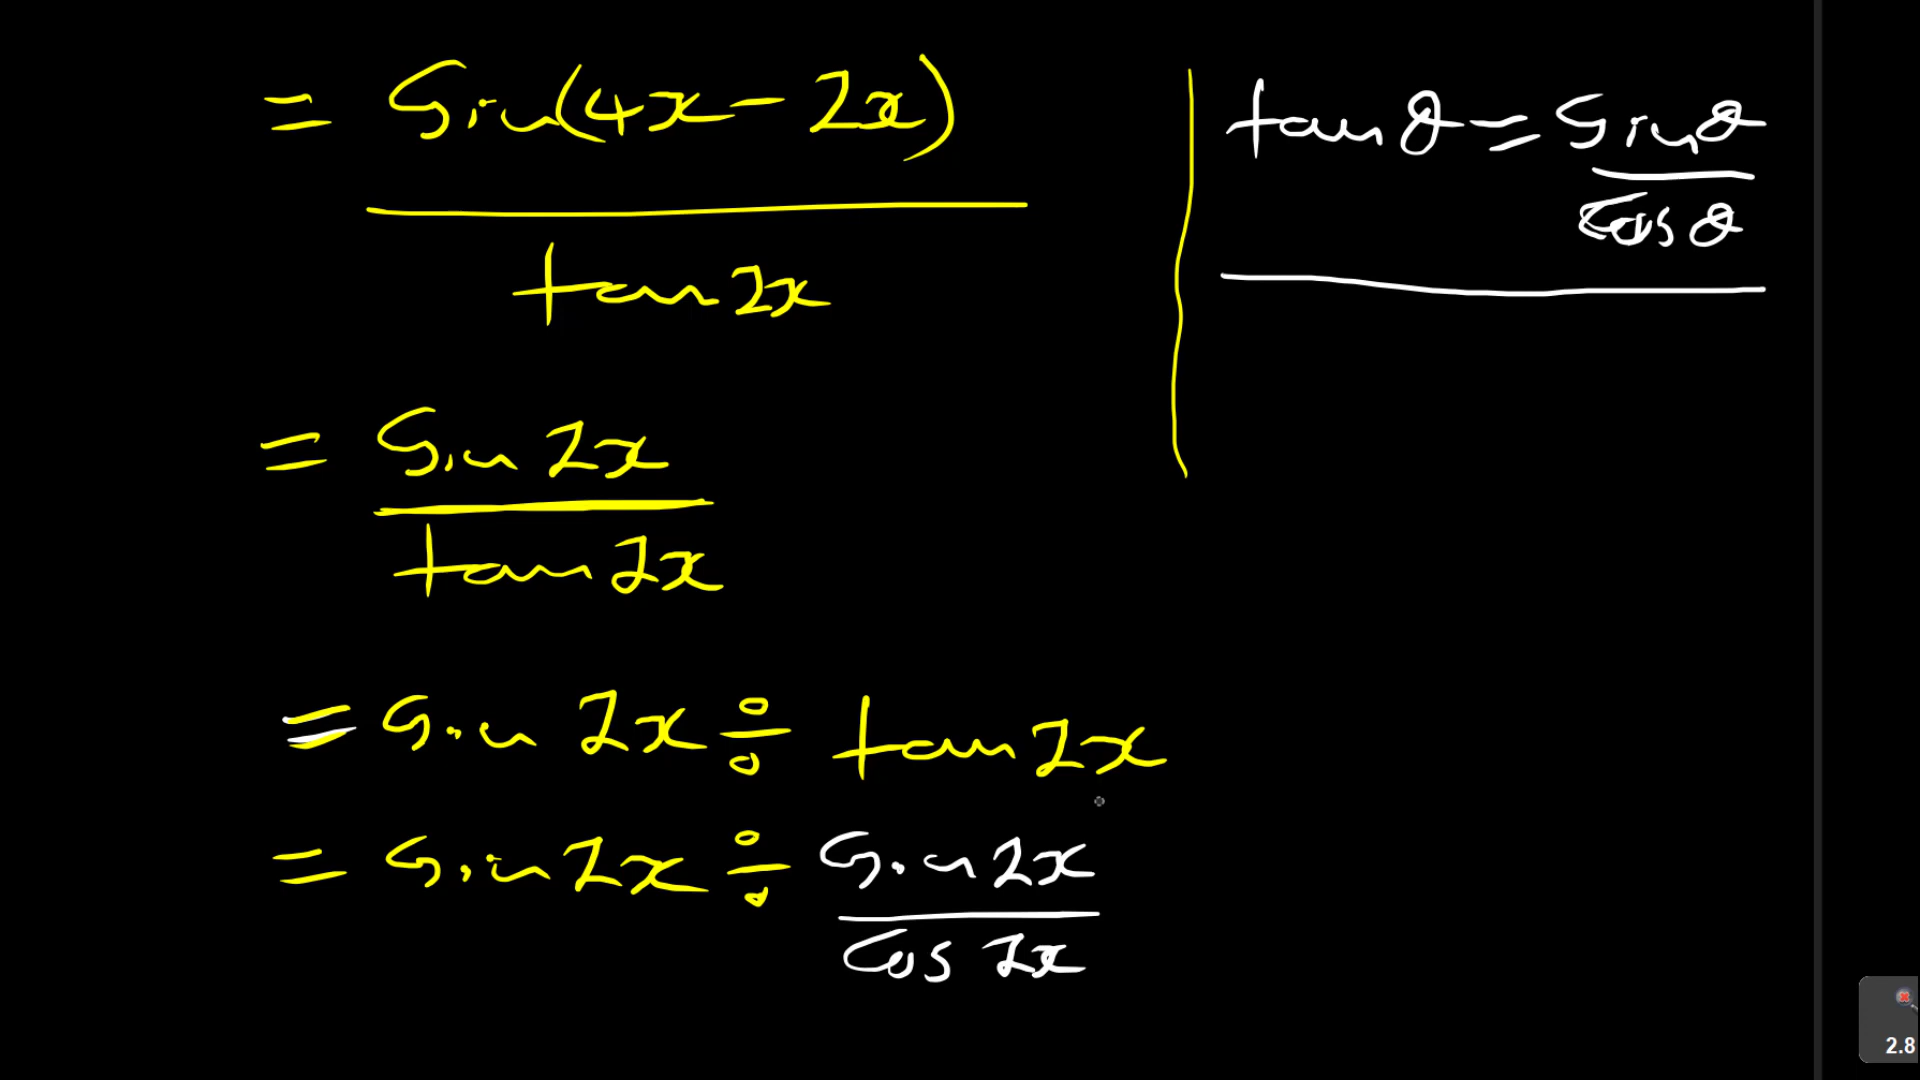 = Sin(4x - 2x)
tan 2x
tan θ = Sin θ
Cos θ
= Sin 2x
tan 2x
= Sin 2x ÷ tan 2x
= Sin 2x ÷ Sin 2x
Cos 2x
2.8